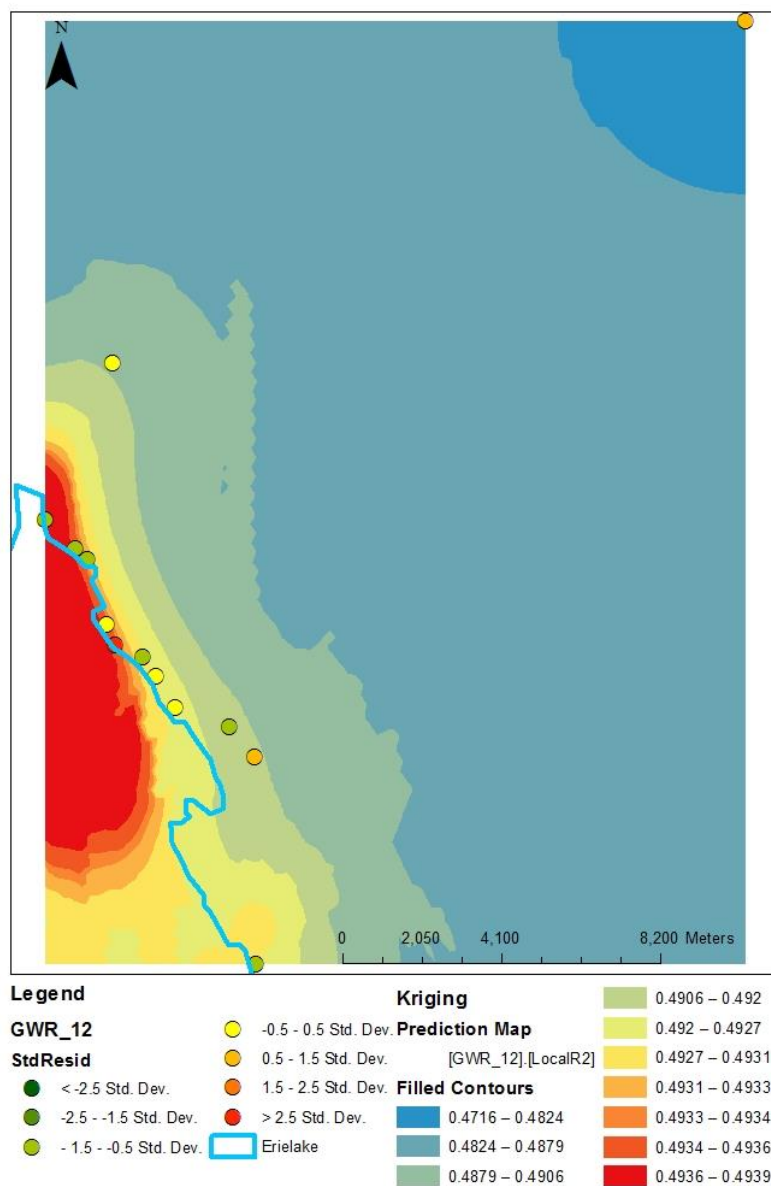 N
0 2,050 4,100 8,200 Meters
Legend
GWR_12
StdResid
< -2.5 Std. Dev.
-2.5 - -1.5 Std. Dev.
- 1.5 - -0.5 Std. Dev.
-0.5 - 0.5 Std. Dev.
0.5 - 1.5 Std. Dev.
1.5 - 2.5 Std. Dev.
> 2.5 Std. Dev.
Erielake
Kriging
Prediction Map
[GWR_12].[LocalR2]
Filled Contours
0.4716 – 0.4824
0.4824 – 0.4879
0.4879 – 0.4906
0.4906 – 0.492
0.492 – 0.4927
0.4927 – 0.4931
0.4931 – 0.4933
0.4933 – 0.4934
0.4934 – 0.4936
0.4936 – 0.4939